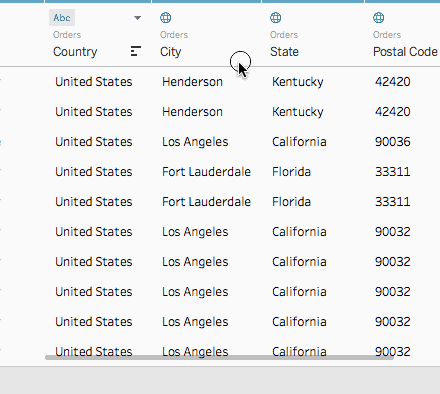 Abc
Orders Orders Orders Orders
Country City State Postal Code
United States Henderson Kentucky 42420
United States Henderson Kentucky 42420
United States Los Angeles California 90036
United States Fort Lauderdale Florida 33311
United States Fort Lauderdale Florida 33311
United States Los Angeles California 90032
United States Los Angeles California 90032
United States Los Angeles California 90032
United States Los Angeles California 90032
United States Los Angeles California 90032